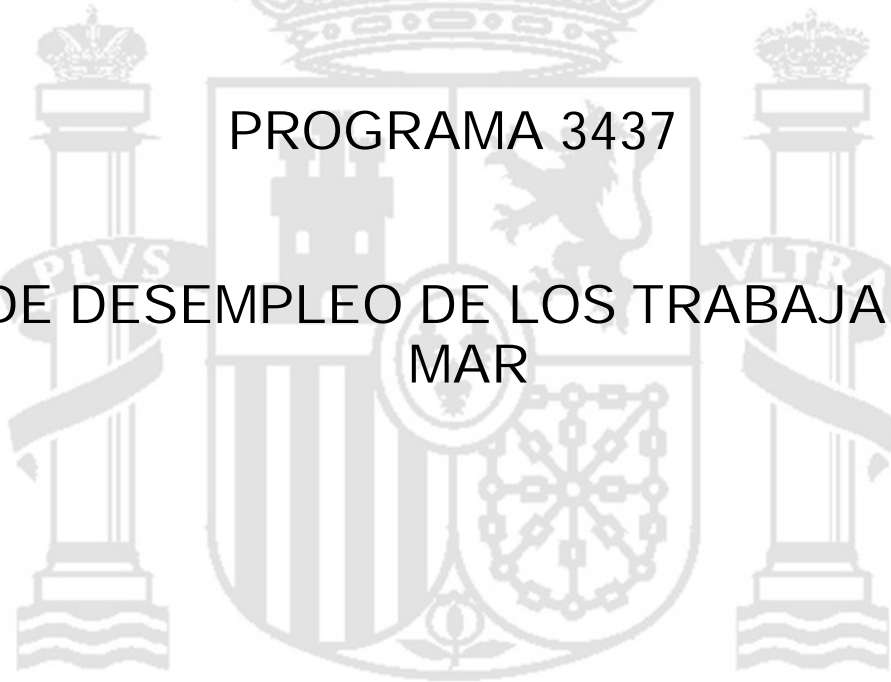 PROGRAMA 3437
PLVS
VLTR
DE DESEMPLEO DE LOS TRABAJA
MAR